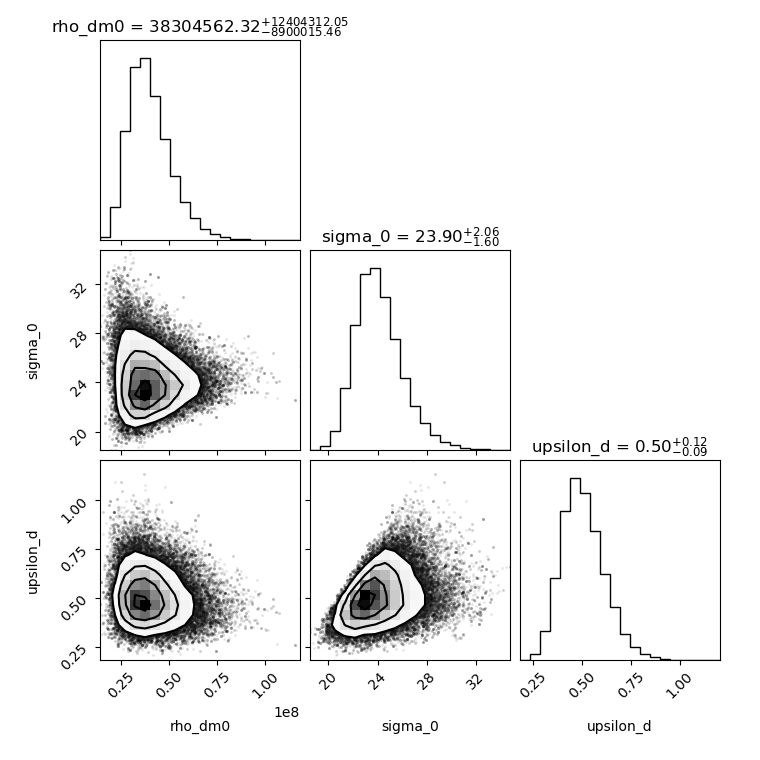 rho_dm0 = 38304562.32+12404312.05 −8900015.46
sigma_0 = 23.90+2.06 −1.60
sigma_0
32
28
24
20
upsilon_d = 0.50+0.12 −0.09
upsilon_d
1.00
0.75
0.50
0.25
0.25 0.50 0.75 1.00
1e8
rho_dm0
20 24 28 32
sigma_0
0.25 0.50 0.75 1.00
upsilon_d